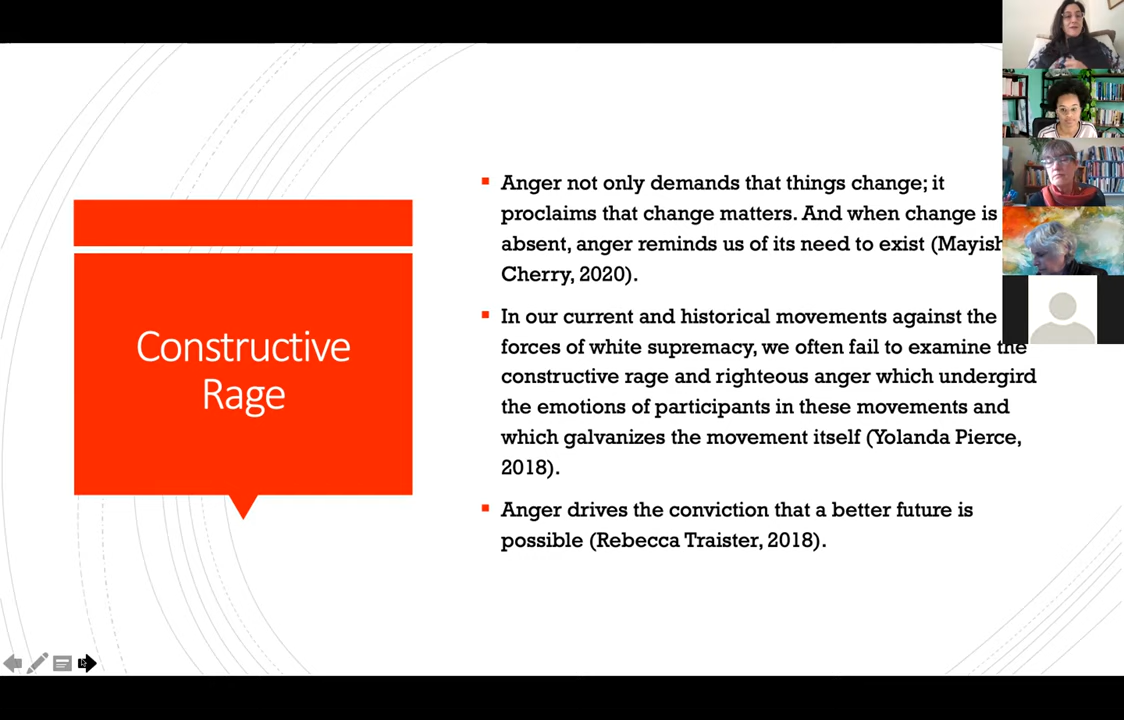 Constructive
Rage
Anger not only demands that things change; it
proclaims that change matters. And when change is
absent, anger reminds us of its need to exist (Mayish
Cherry, 2020).
In our current and historical movements against the
forces of white supremacy, we often fail to examine the
constructive rage and righteous anger which undergird
the emotions of participants in these movements and
which galvanizes the movement itself (Yolanda Pierce,
2018).
Anger drives the conviction that a better future is
possible (Rebecca Traister, 2018).